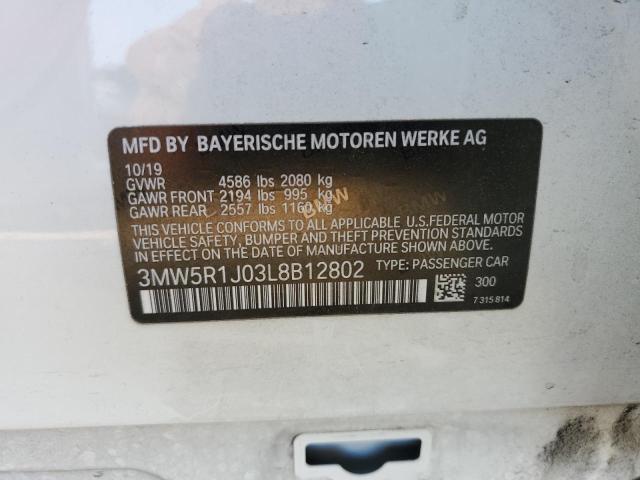 MFD BY BAYERISCHE MOTOREN WERKE AG
10/19
GVWR 4586 lbs 2080 kg
GAWR FRONT 2194 lbs 995 kg
GAWR REAR 2557 lbs 1160 kg
THIS VEHICLE CONFORMS TO ALL APPLICABLE U.S.FEDERAL MOTOR
VEHICLE SAFETY, BUMPER AND THEFT PREVENTION STANDARDS
IN EFFECT ON THE DATE OF MANUFACTURE SHOWN ABOVE.
3MW5R1J03L8B12802 TYPE: PASSENGER CAR
300
7 315 814
BMW